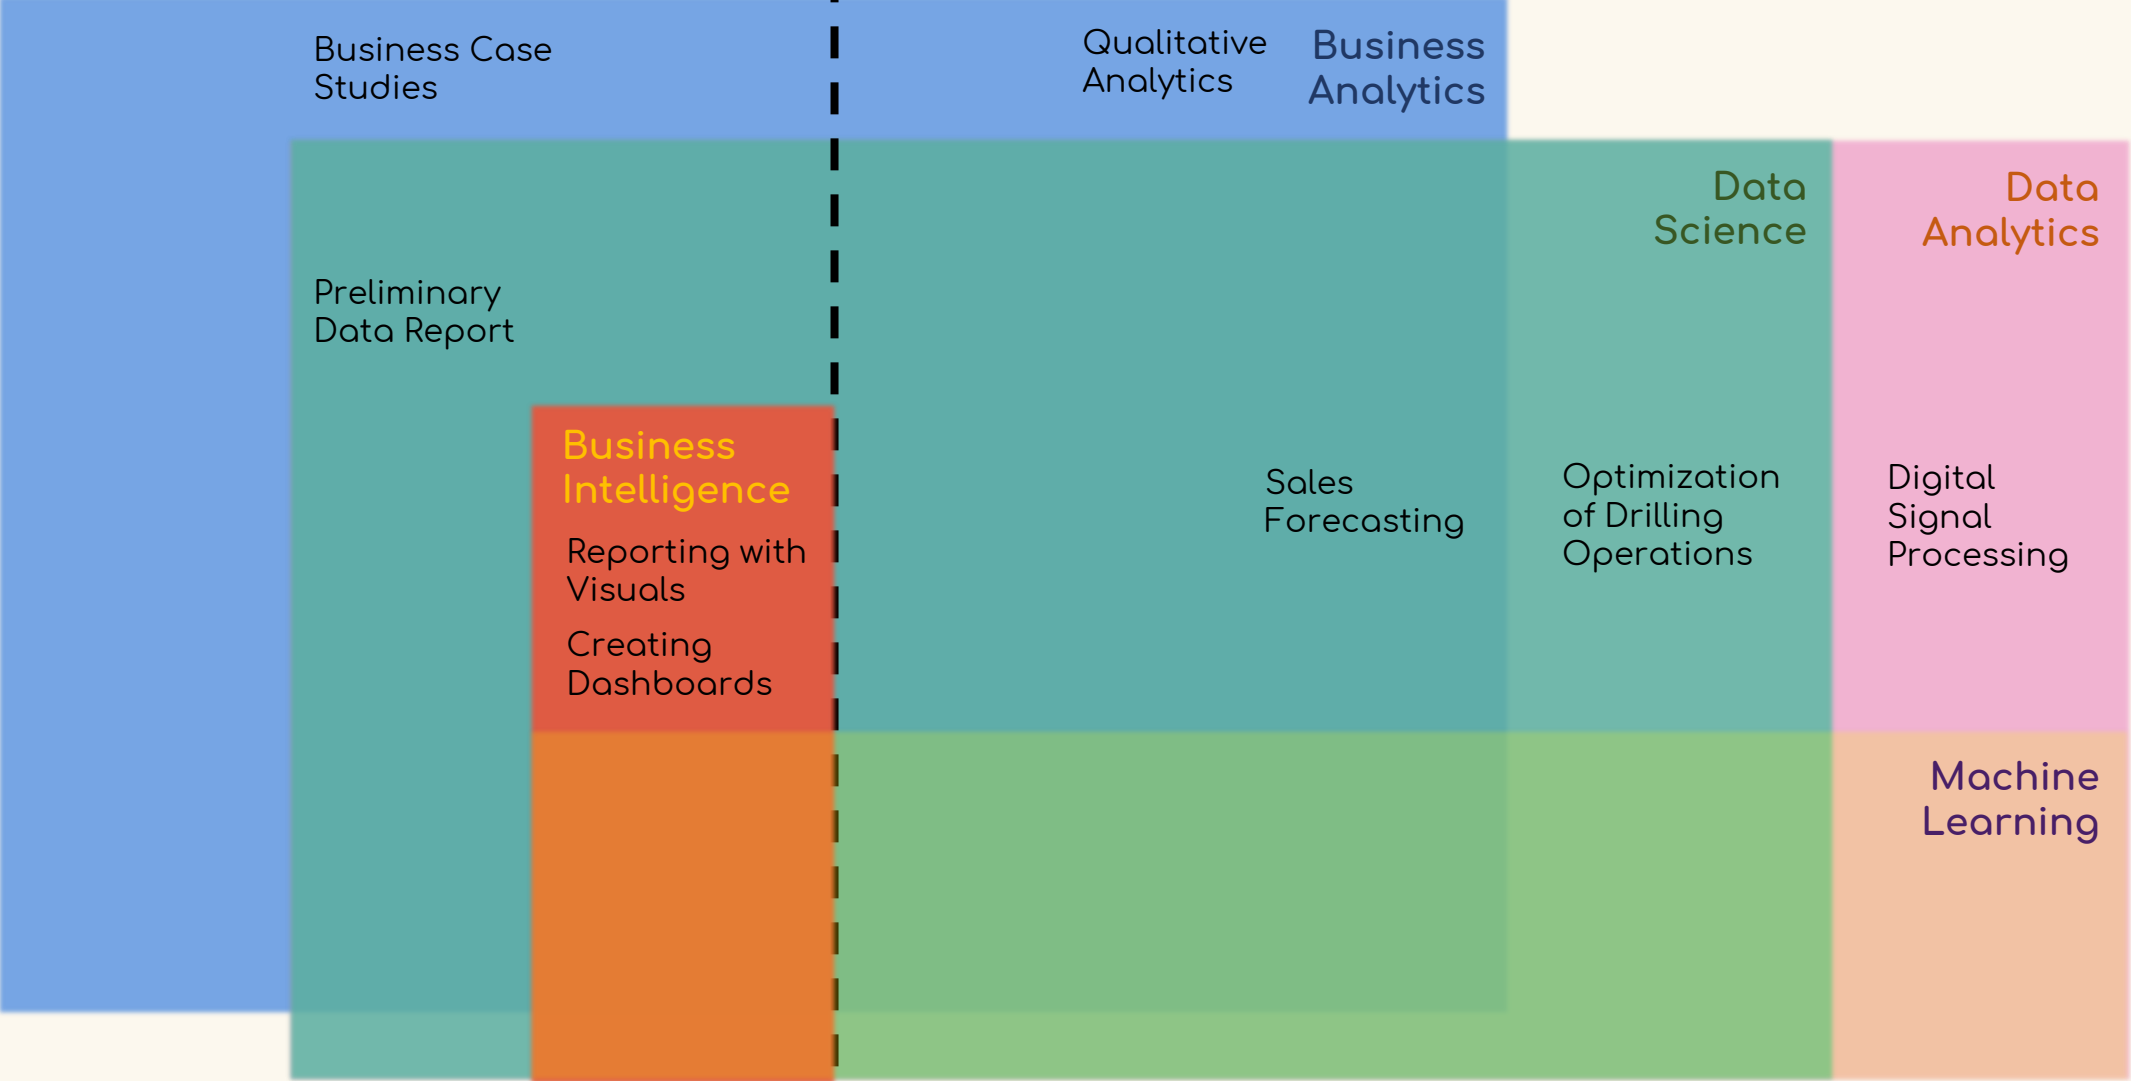 Business Case
Studies
Qualitative
Analytics
Business
Analytics
Data
Science
Data
Analytics
Preliminary
Data Report
Business
Intelligence
Reporting with
Visuals
Creating
Dashboards
Sales
Forecasting
Optimization
of Drilling
Operations
Digital
Signal
Processing
Machine
Learning